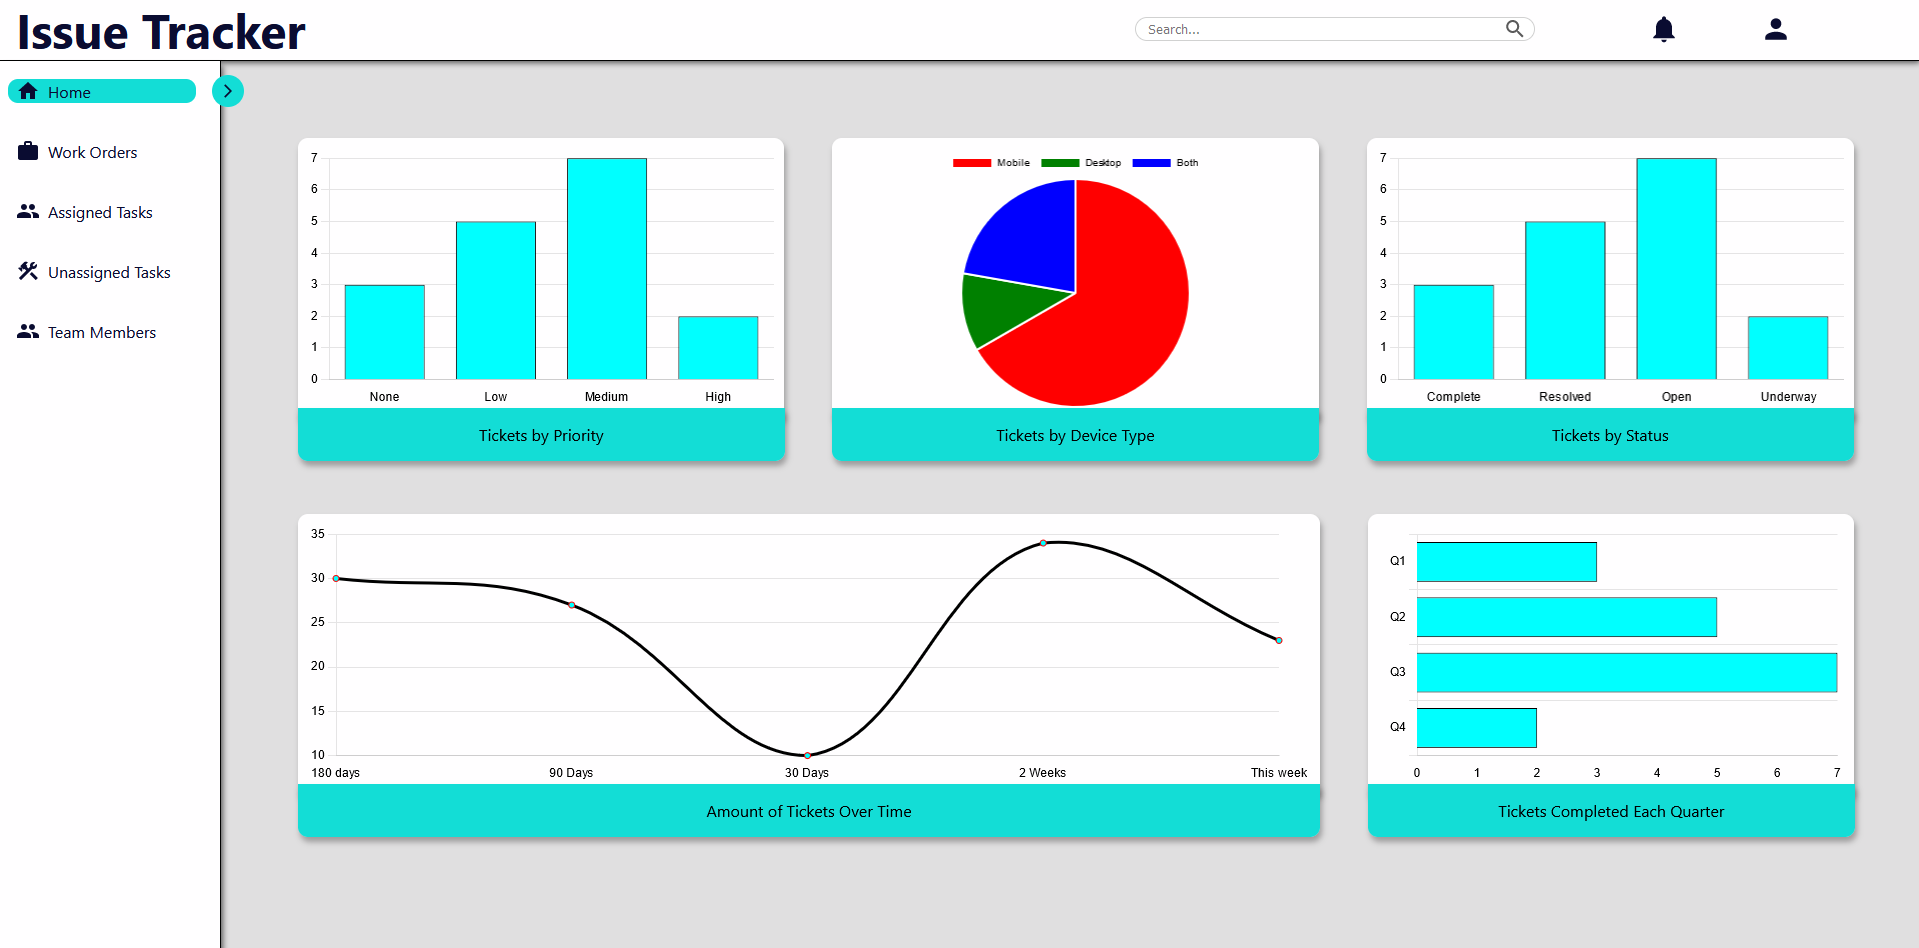 Issue Tracker
Search...
Home
Work Orders
Assigned Tasks
Unassigned Tasks
Team Members
7
6
5
4
3
2
1
0
None Low Medium High
Tickets by Priority
Mobile Desktop Both
Tickets by Device Type
7
6
5
4
3
2
1
0
Complete Resolved Open Underway
Tickets by Status
35
30
25
20
15
10
180 days 90 Days 30 Days 2 Weeks This week
Amount of Tickets Over Time
Q1
Q2
Q3
Q4
0 1 2 3 4 5 6 7
Tickets Completed Each Quarter